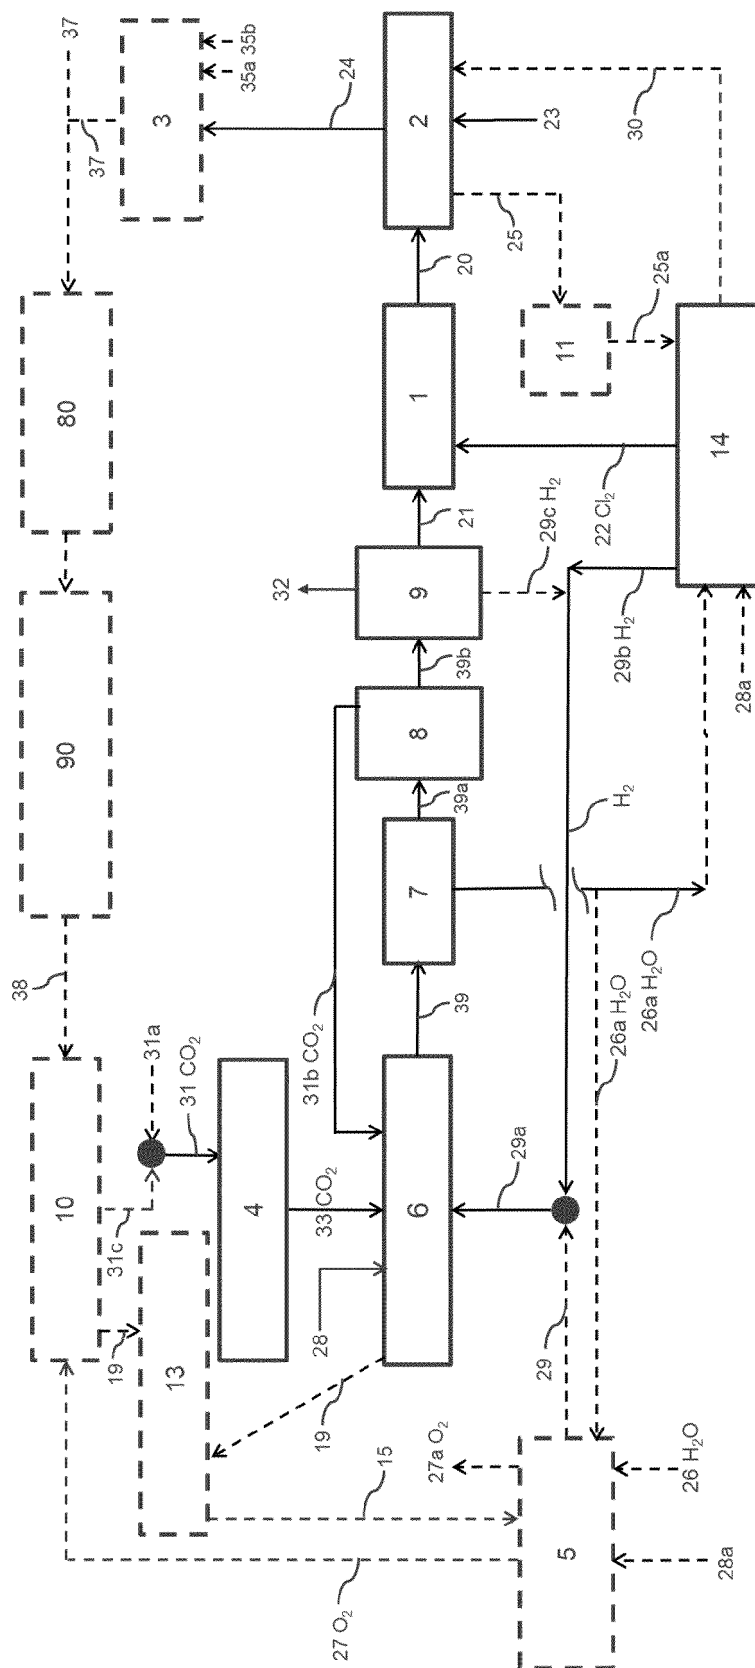 37
37
3
35a
35b
24
2
23
30
25
20
80
11
25a
1
14
22 Cl₂
21
29c H₂
32
9
29b H₂
28a
39b
90
8
39a
H₂
7
26a H₂O
26a H₂O
38
39
31b CO₂
31a
31 CO₂
10
31c
4
33 CO₂
6
29a
28
19
13
19
29
15
27a O₂
26 H₂O
5
27 O₂
28a